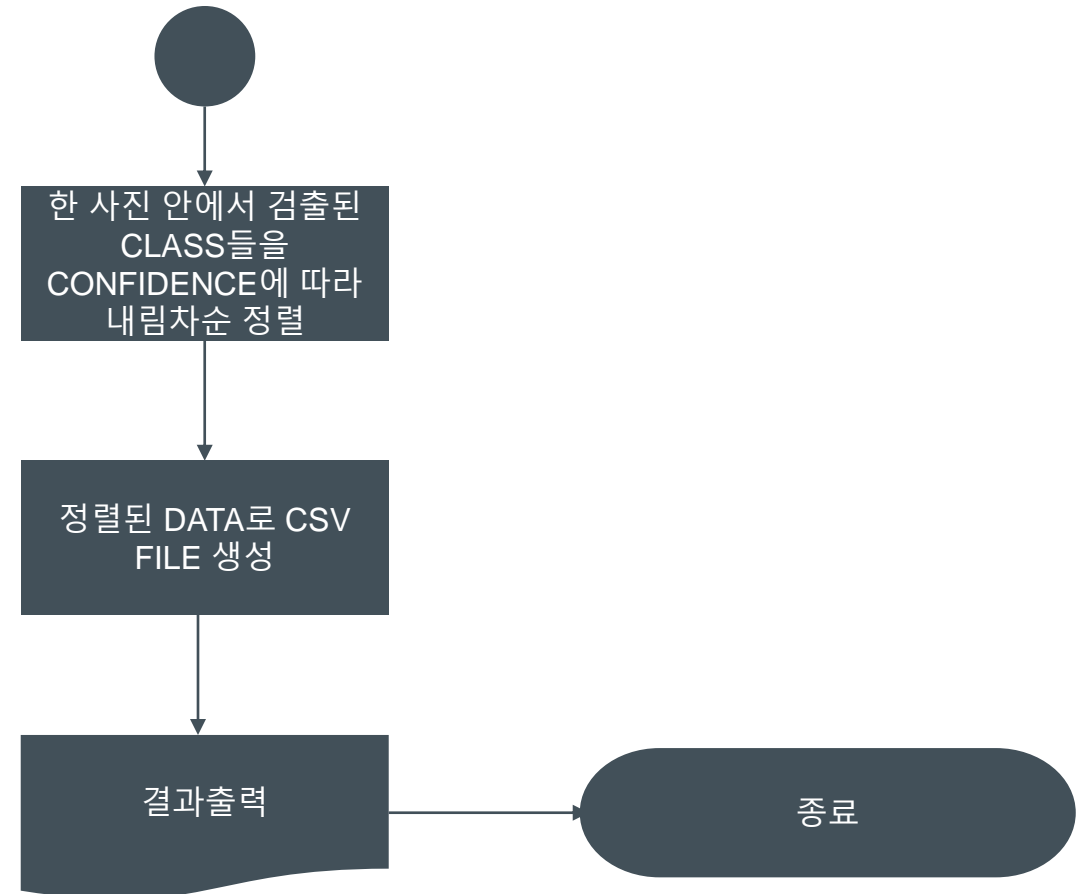 한 사진 안에서 검출된
CLASS들을
CONFIDENCE에 따라
내림차순 정렬
정렬된 DATA로 CSV
FILE 생성
결과출력
종료